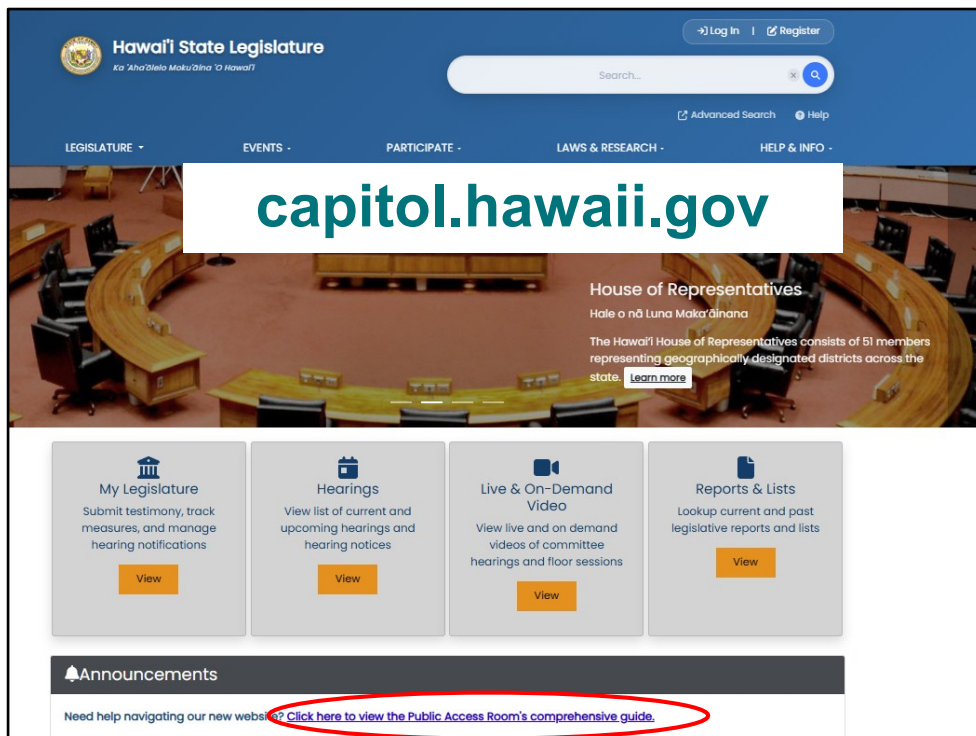 Hawai'i State Legislature
Ka 'Aha'ōlelo Moku'āina 'O Hawai'i
Log In | Register
Search...
Advanced Search Help
LEGISLATURE EVENTS PARTICIPATE LAWS & RESEARCH HELP & INFO
capitol.hawaii.gov
House of Representatives
Hale o nā Luna Maka'āinana
The Hawai'i House of Representatives consists of 51 members
representing geographically designated districts across the
state. Learn more
My Legislature
Submit testimony, track
measures, and manage
hearing notifications
View
Hearings
View list of current and
upcoming hearings and
hearing notices
View
Live & On-Demand
Video
View live and on demand
videos of committee
hearings and floor sessions
View
Reports & Lists
Lookup current and past
legislative reports and lists
View
Announcements
Need help navigating our new website? Click here to view the Public Access Room's comprehensive guide.